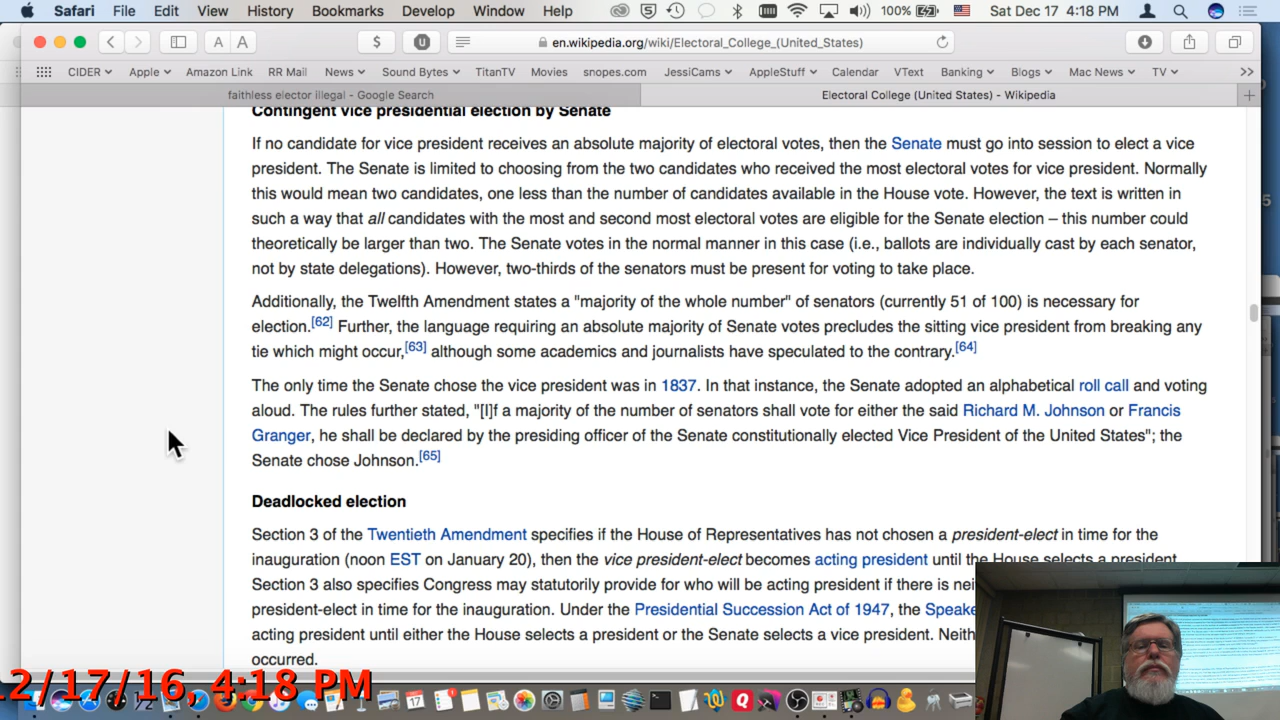 Safari File Edit View History Bookmarks Develop Window Help 100% Sat Dec 17 4:18 PM
en.wikipedia.org/wiki/Electoral_College_(United_States)
CIDER Apple Amazon Link RR Mail News Sound Bytes TitanTV Movies snopes.com JessiCams AppleStuff Calendar VText Banking Blogs Mac News TV
faithless elector illegal - Google Search Electoral College (United States) - Wikipedia
Contingent vice presidential election by Senate
If no candidate for vice president receives an absolute majority of electoral votes, then the Senate must go into session to elect a vice
president. The Senate is limited to choosing from the two candidates who received the most electoral votes for vice president. Normally
this would mean two candidates, one less than the number of candidates available in the House vote. However, the text is written in
such a way that all candidates with the most and second most electoral votes are eligible for the Senate election – this number could
theoretically be larger than two. The Senate votes in the normal manner in this case (i.e., ballots are individually cast by each senator,
not by state delegations). However, two-thirds of the senators must be present for voting to take place.
Additionally, the Twelfth Amendment states a "majority of the whole number" of senators (currently 51 of 100) is necessary for
election.[62] Further, the language requiring an absolute majority of Senate votes precludes the sitting vice president from breaking any
tie which might occur,[63] although some academics and journalists have speculated to the contrary.[64]
The only time the Senate chose the vice president was in 1837. In that instance, the Senate adopted an alphabetical roll call and voting
aloud. The rules further stated, "[I]f a majority of the number of senators shall vote for either the said Richard M. Johnson or Francis
Granger, he shall be declared by the presiding officer of the Senate constitutionally elected Vice President of the United States"; the
Senate chose Johnson.[65]
Deadlocked election
Section 3 of the Twentieth Amendment specifies if the House of Representatives has not chosen a president-elect in time for the
inauguration (noon EST on January 20), then the vice president-elect becomes acting president until the House selects a president.
Section 3 also specifies Congress may statutorily provide for who will be acting president if there is nei
president-elect in time for the inauguration. Under the Presidential Succession Act of 1947, the Speake
acting president until either the House selects a president or the Senate selects a vice president
occurred.
12/17/16, 4:18 PM